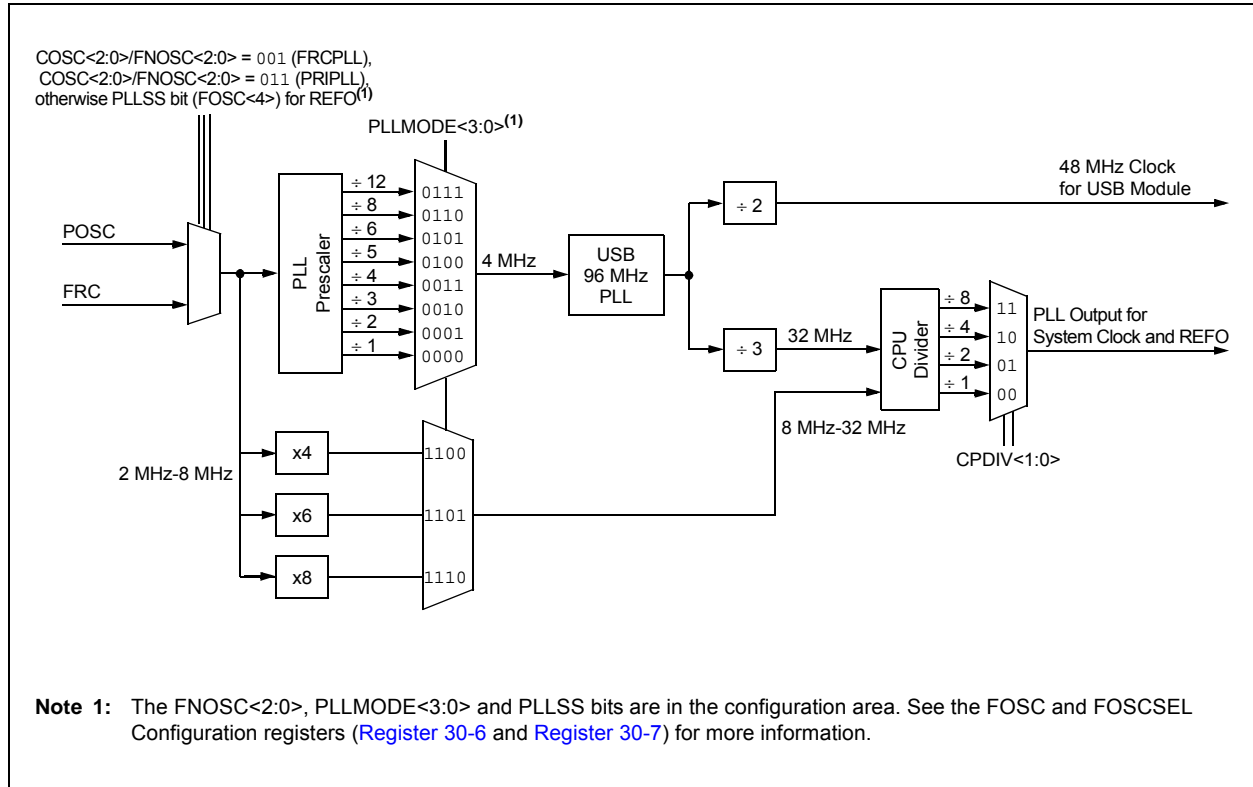 COSC<2:0>/FNOSC<2:0> = 001 (FRCPLL),
COSC<2:0>/FNOSC<2:0> = 011 (PRIPLL),
otherwise PLLSS bit (FOSC<4>) for REFO(1)
PLLMODE<3:0>(1)
POSC
FRC
PLL
Prescaler
÷ 12
÷ 8
÷ 6
÷ 5
÷ 4
÷ 3
÷ 2
÷ 1
0111
0110
0101
0100
0011
0010
0001
0000
4 MHz
USB
96 MHz
PLL
÷ 2
48 MHz Clock
for USB Module
÷ 3
32 MHz
CPU
Divider
÷ 8
÷ 4
÷ 2
÷ 1
11
10
01
00
PLL Output for
System Clock and REFO
CPDIV<1:0>
8 MHz-32 MHz
2 MHz-8 MHz
x4
x6
x8
1100
1101
1110
Note 1: The FNOSC<2:0>, PLLMODE<3:0> and PLLSS bits are in the configuration area. See the FOSC and FOSCSEL
Configuration registers (Register 30-6 and Register 30-7) for more information.